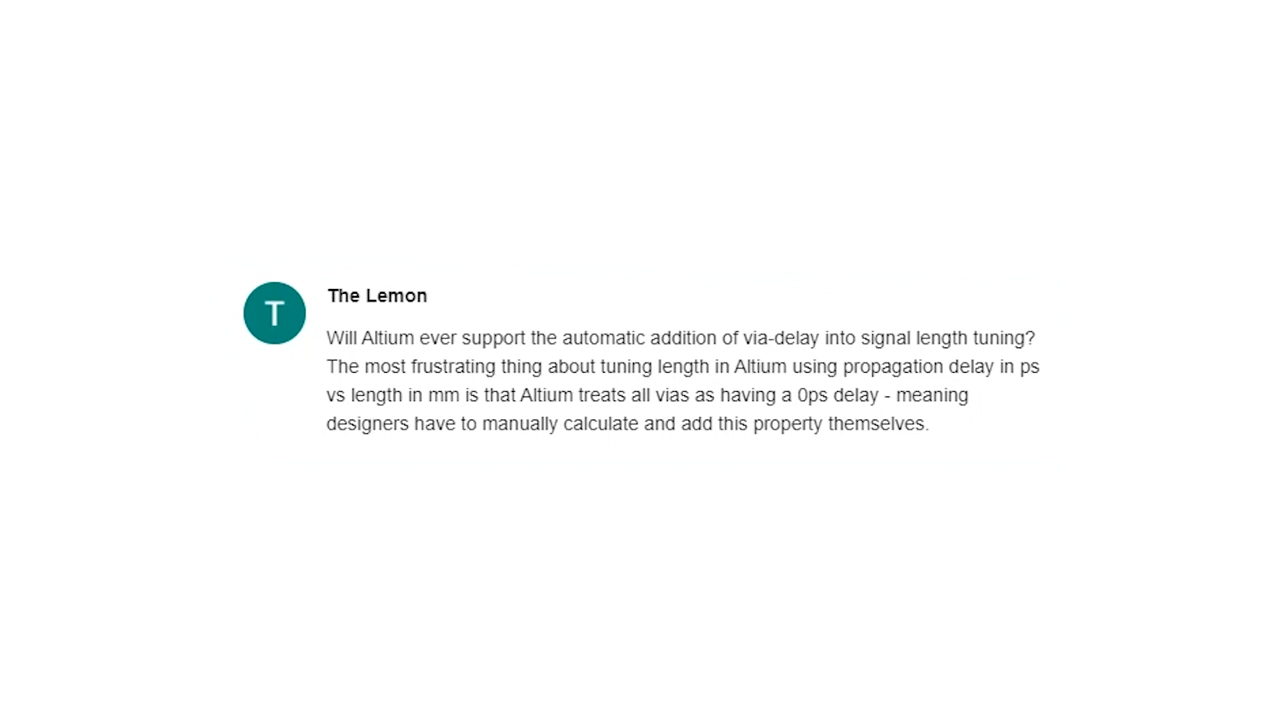 T
The Lemon
Will Altium ever support the automatic addition of via-delay into signal length tuning?
The most frustrating thing about tuning length in Altium using propagation delay in ps
vs length in mm is that Altium treats all vias as having a 0ps delay - meaning
designers have to manually calculate and add this property themselves.